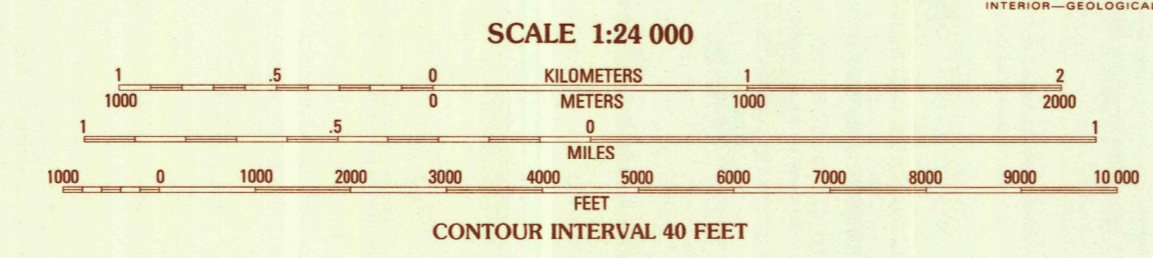 INTERIOR—GEOLOGICAL
SCALE 1:24 000
1 .5 0 KILOMETERS 1 2
1000 0 METERS 1000 2000
1 .5 0 1
MILES
1000 0 1000 2000 3000 4000 5000 6000 7000 8000 9000 10 000
FEET
CONTOUR INTERVAL 40 FEET